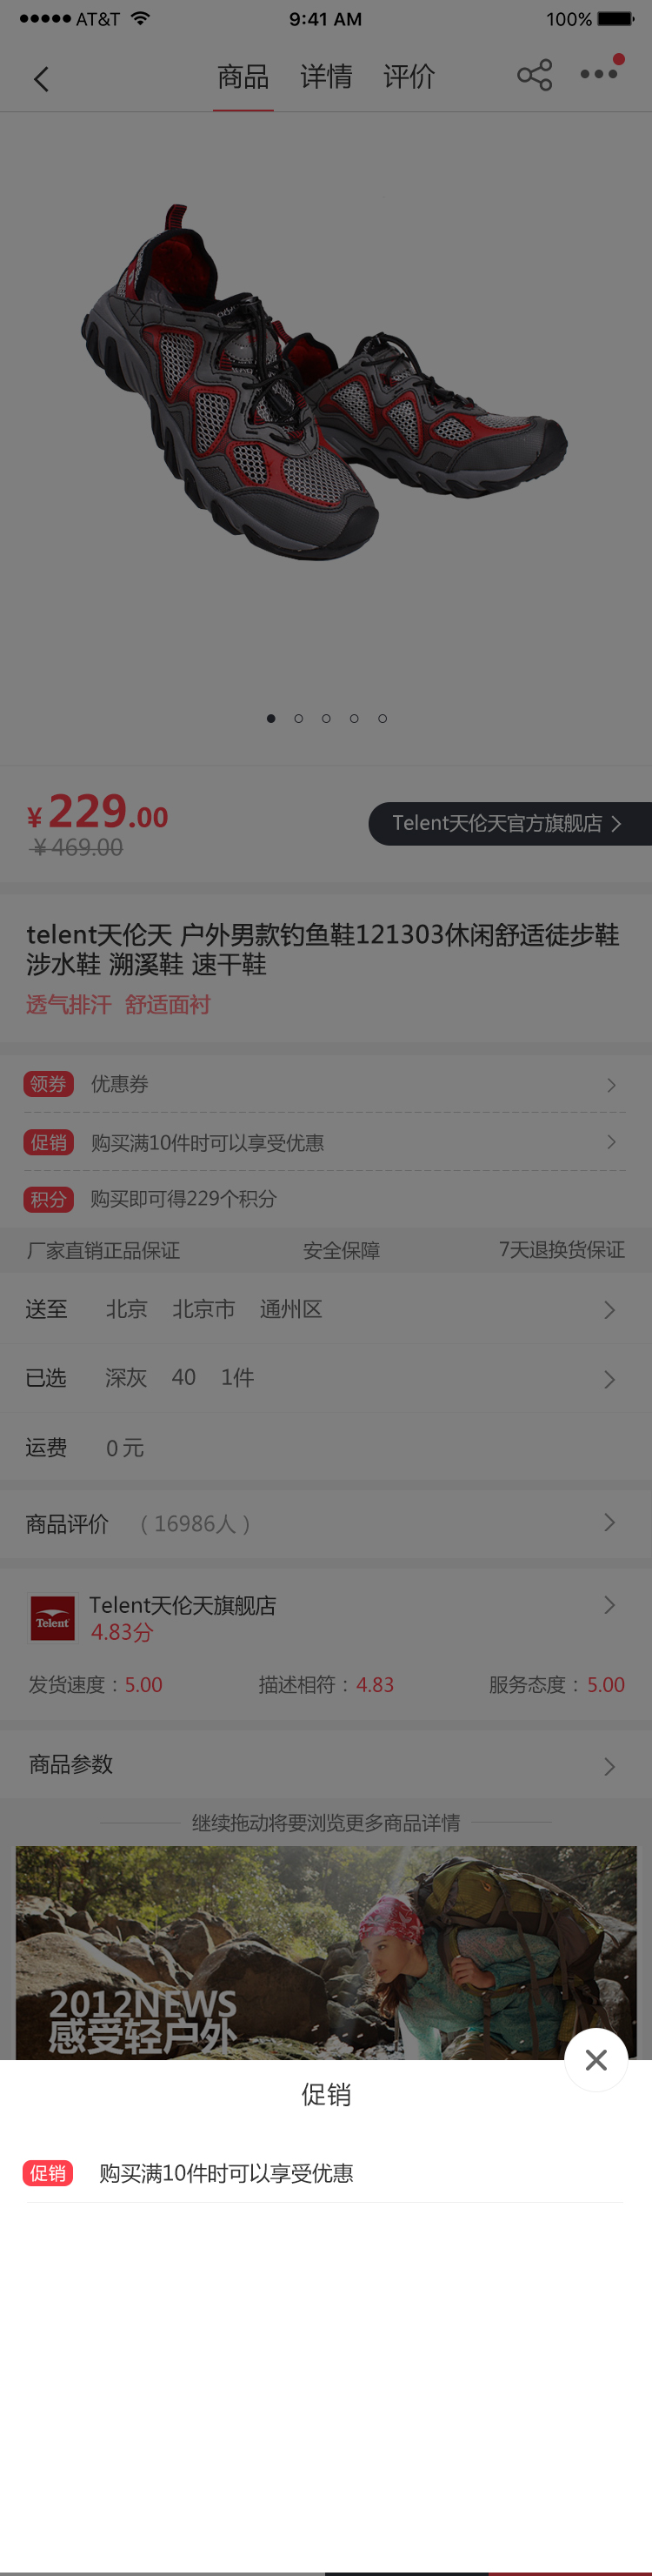 AT&T 9:41 AM 100%
商品 详情 评价
¥229.00
¥469.00
Telent天伦天官方旗舰店
telent天伦天 户外男款钓鱼鞋121303休闲舒适徒步鞋
涉水鞋 溯溪鞋 速干鞋
透气排汗 舒适面衬
领券 优惠券
促销 购买满10件时可以享受优惠
积分 购买即可得229个积分
厂家直销正品保证 安全保障 7天退换货保证
送至 北京 北京市 通州区
已选 深灰 40 1件
运费 0元
商品评价 (16986人)
Telent
Telent天伦天旗舰店
4.83分
发货速度：5.00 描述相符：4.83 服务态度：5.00
商品参数
继续拖动将要浏览更多商品详情
2012NEWS
感受轻户外
促销
促销 购买满10件时可以享受优惠